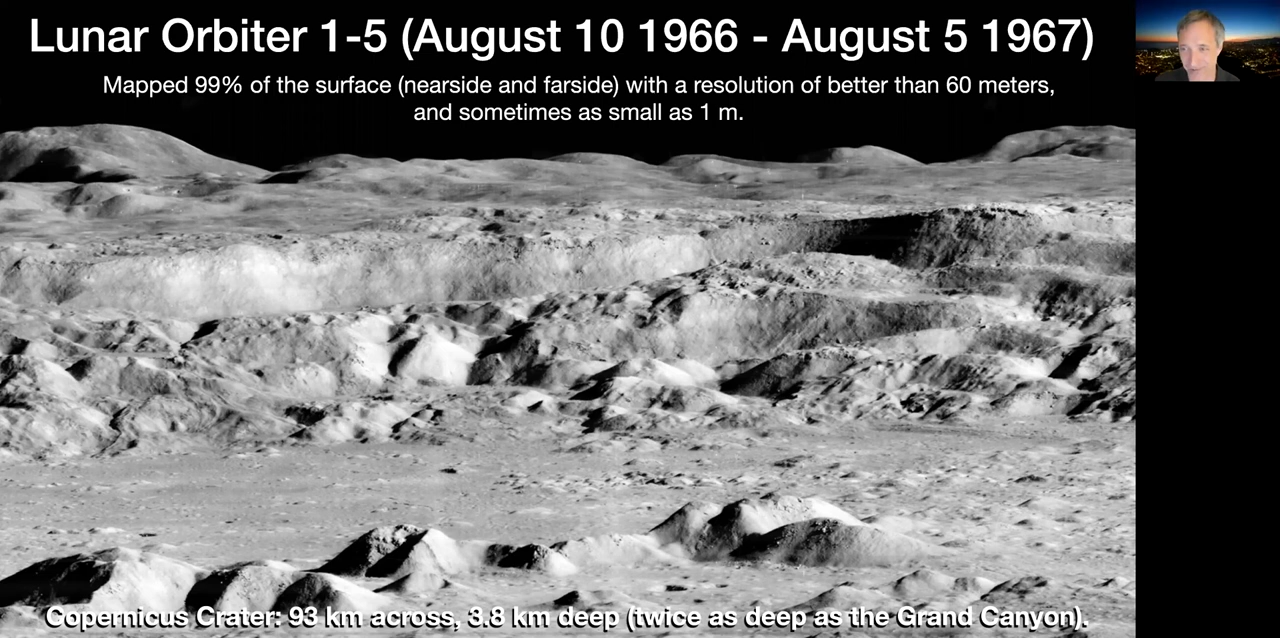 Lunar Orbiter 1-5 (August 10 1966 - August 5 1967)
Mapped 99% of the surface (nearside and farside) with a resolution of better than 60 meters,
and sometimes as small as 1 m.
Copernicus Crater: 93 km across, 3.8 km deep (twice as deep as the Grand Canyon).